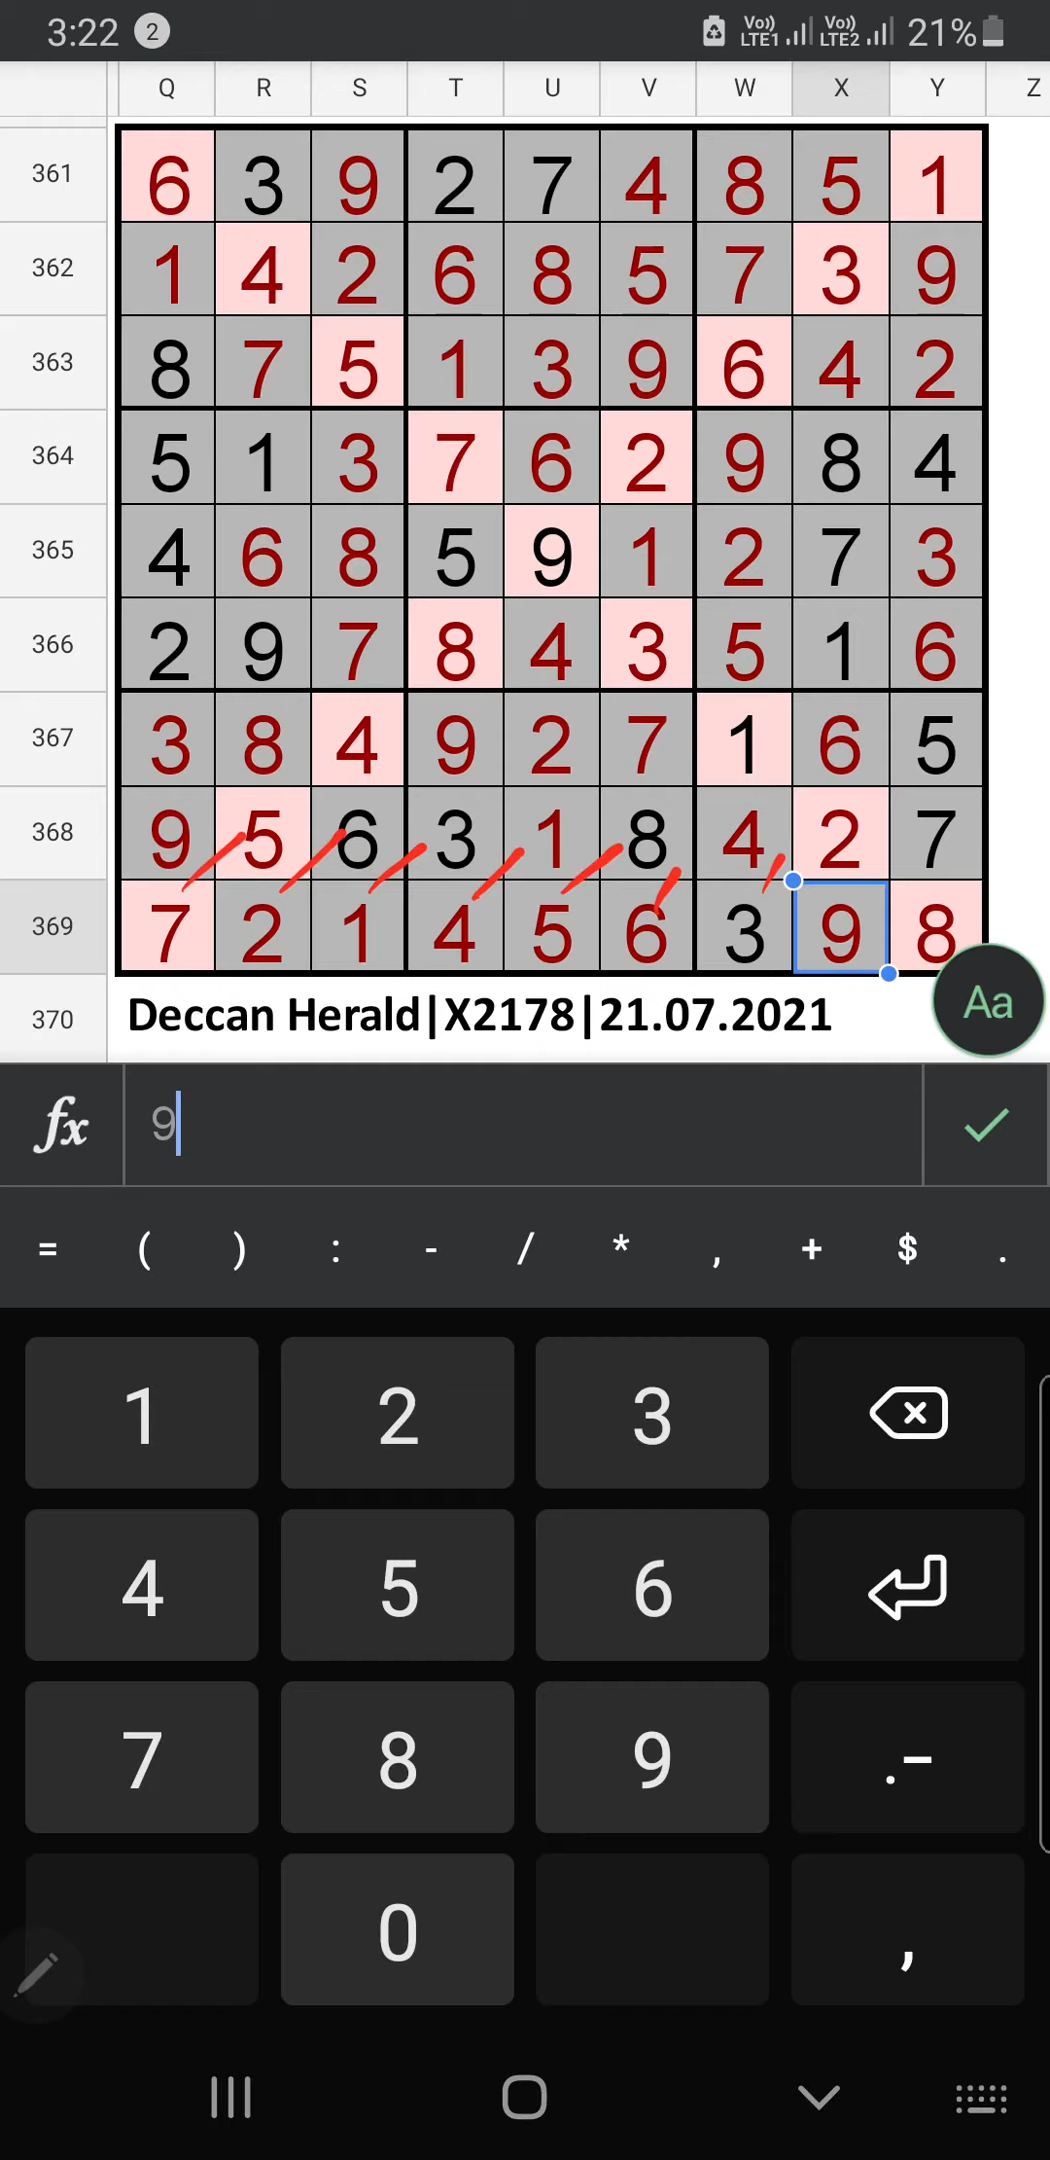 3:22 2 Vo)) LTE1 Vo)) LTE2 21%
Q R S T U V W X Y Z
361 6 3 9 2 7 4 8 5 1
362 1 4 2 6 8 5 7 3 9
363 8 7 5 1 3 9 6 4 2
364 5 1 3 7 6 2 9 8 4
365 4 6 8 5 9 1 2 7 3
366 2 9 7 8 4 3 5 1 6
367 3 8 4 9 2 7 1 6 5
368 9 5 6 3 1 8 4 2 7
369 7 2 1 4 5 6 3 9 8
370 Deccan Herald|X2178|21.07.2021
Aa
fx 9
= ( ) : - / * , + $ .
1 2 3
4 5 6
7 8 9 .-
0 ,